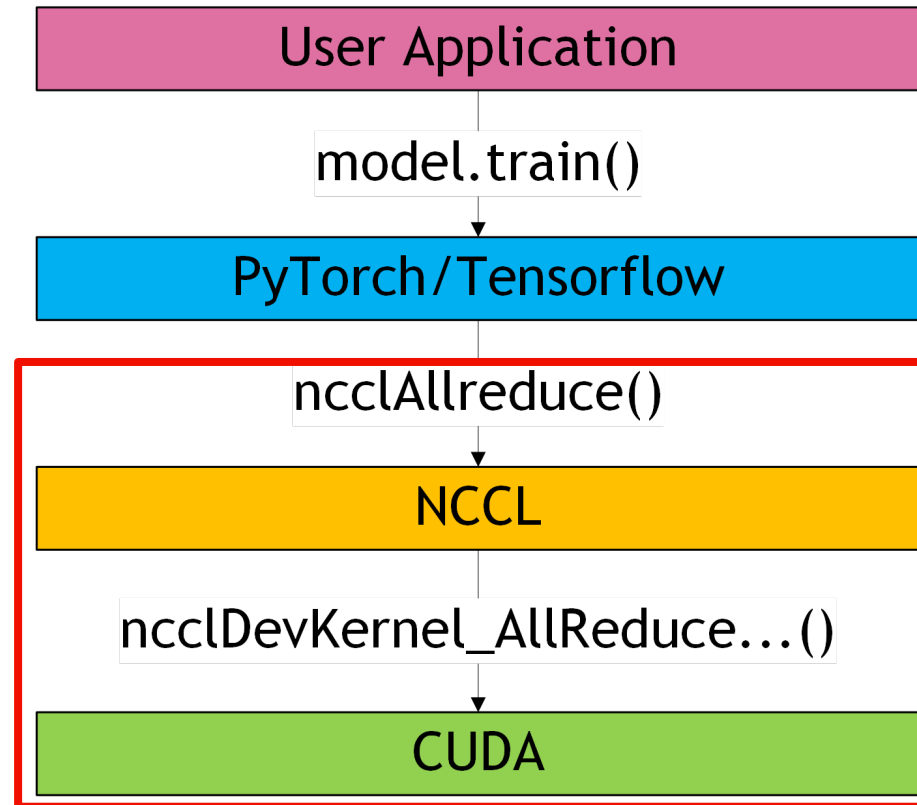 User Application
model.train()
PyTorch/Tensorflow
ncclAllreduce()
NCCL
ncclDevKernel_AllReduce...()
CUDA